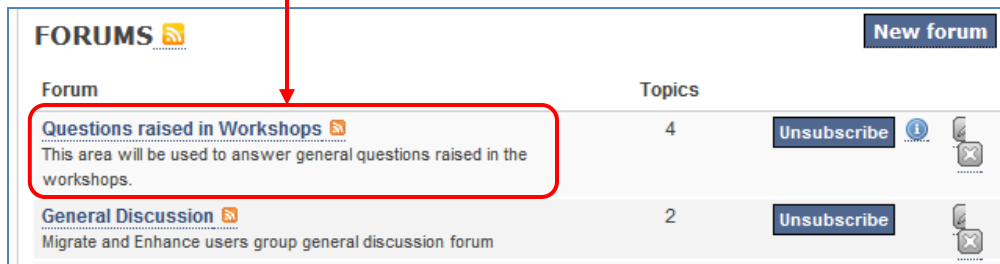 FORUMS
New forum
Forum Topics
Questions raised in Workshops 4 Unsubscribe
This area will be used to answer general questions raised in the
workshops.
General Discussion 2 Unsubscribe
Migrate and Enhance users group general discussion forum